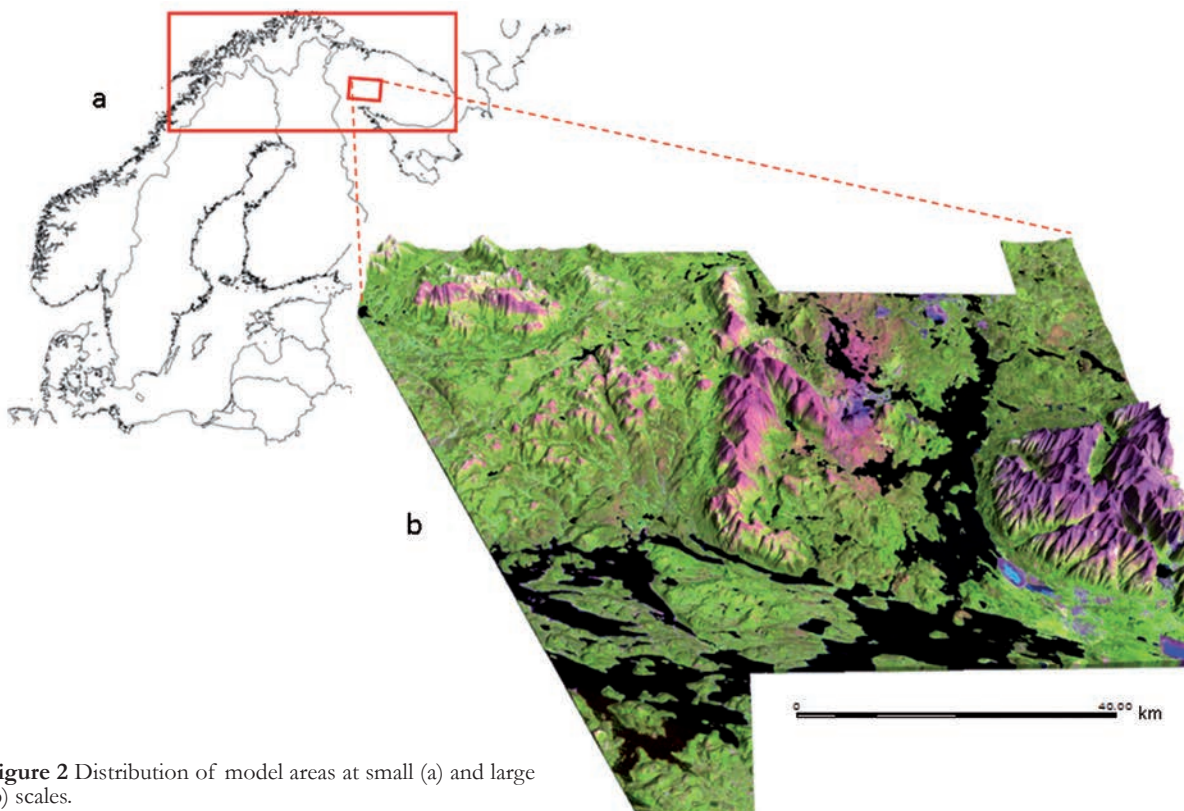 a
b
0 40.00 km
igure 2 Distribution of model areas at small (a) and large
) scales.